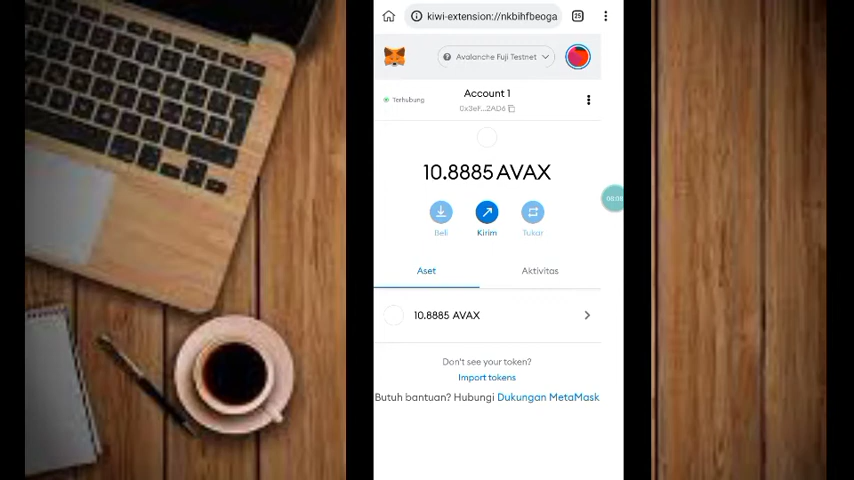 kiwi-extension://nkbihfbeoga
25
Avalanche Fuji Testnet
Terhubung
Account 1
0x3eF...2AD6
10.8885 AVAX
Beli
Kirim
Tukar
Aset
Aktivitas
10.8885 AVAX
Don't see your token?
Import tokens
Butuh bantuan? Hubungi Dukungan MetaMask